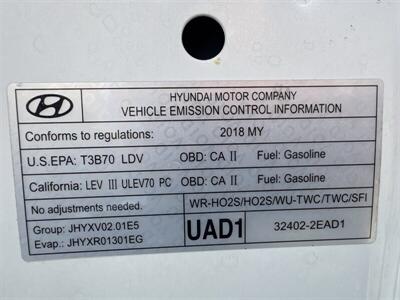 HYUNDAI MOTOR COMPANY
VEHICLE EMISSION CONTROL INFORMATION
Conforms to regulations: 2018 MY
U.S.EPA: T3B70 LDV OBD: CA II Fuel: Gasoline
California: LEV III ULEV70 PC OBD: CA II Fuel: Gasoline
No adjustments needed. WR-HO2S/HO2S/WU-TWC/TWC/SFI
Group: JHYXV02.01E5
Evap.: JHYXR01301EG
UAD1 32402-2EAD1